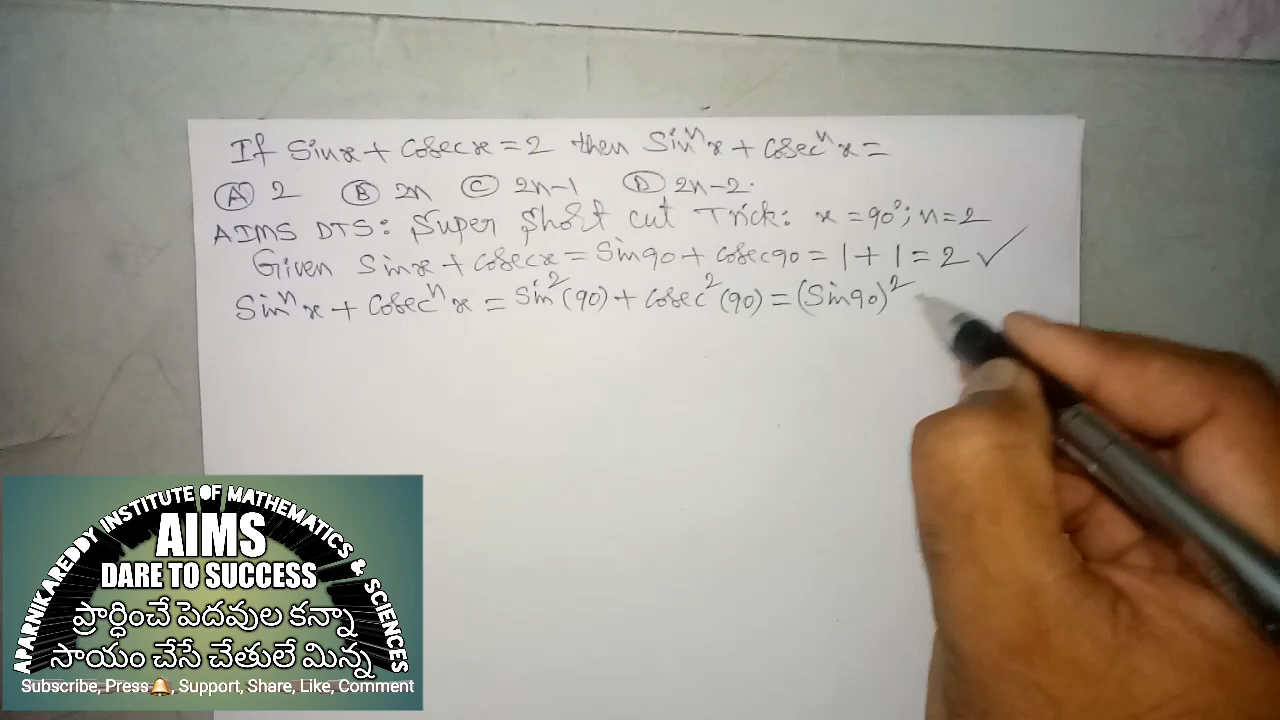 If Sinx + Cosecx = 2 then Sinⁿx + Cosecⁿx =
(A) 2 (B) 2n (C) 2n-1 (D) 2n-2.
AIMS DTS: Super Short cut Trick: x = 90°; n = 2
Given Sinx + Cosecx = Sin90 + Cosec90 = 1 + 1 = 2 ✓
Sinⁿx + Cosecⁿx = Sin²(90) + Cosec²(90) = (Sin90)²
APARNIKAREDDY INSTITUTE OF MATHEMATICS & SCIENCES
AIMS
DARE TO SUCCESS
ప్రార్ధించే పెదవుల కన్నా
సాయం చేసే చేతులే మిన్న
Subscribe, Press🔔, Support, Share, Like, Comment